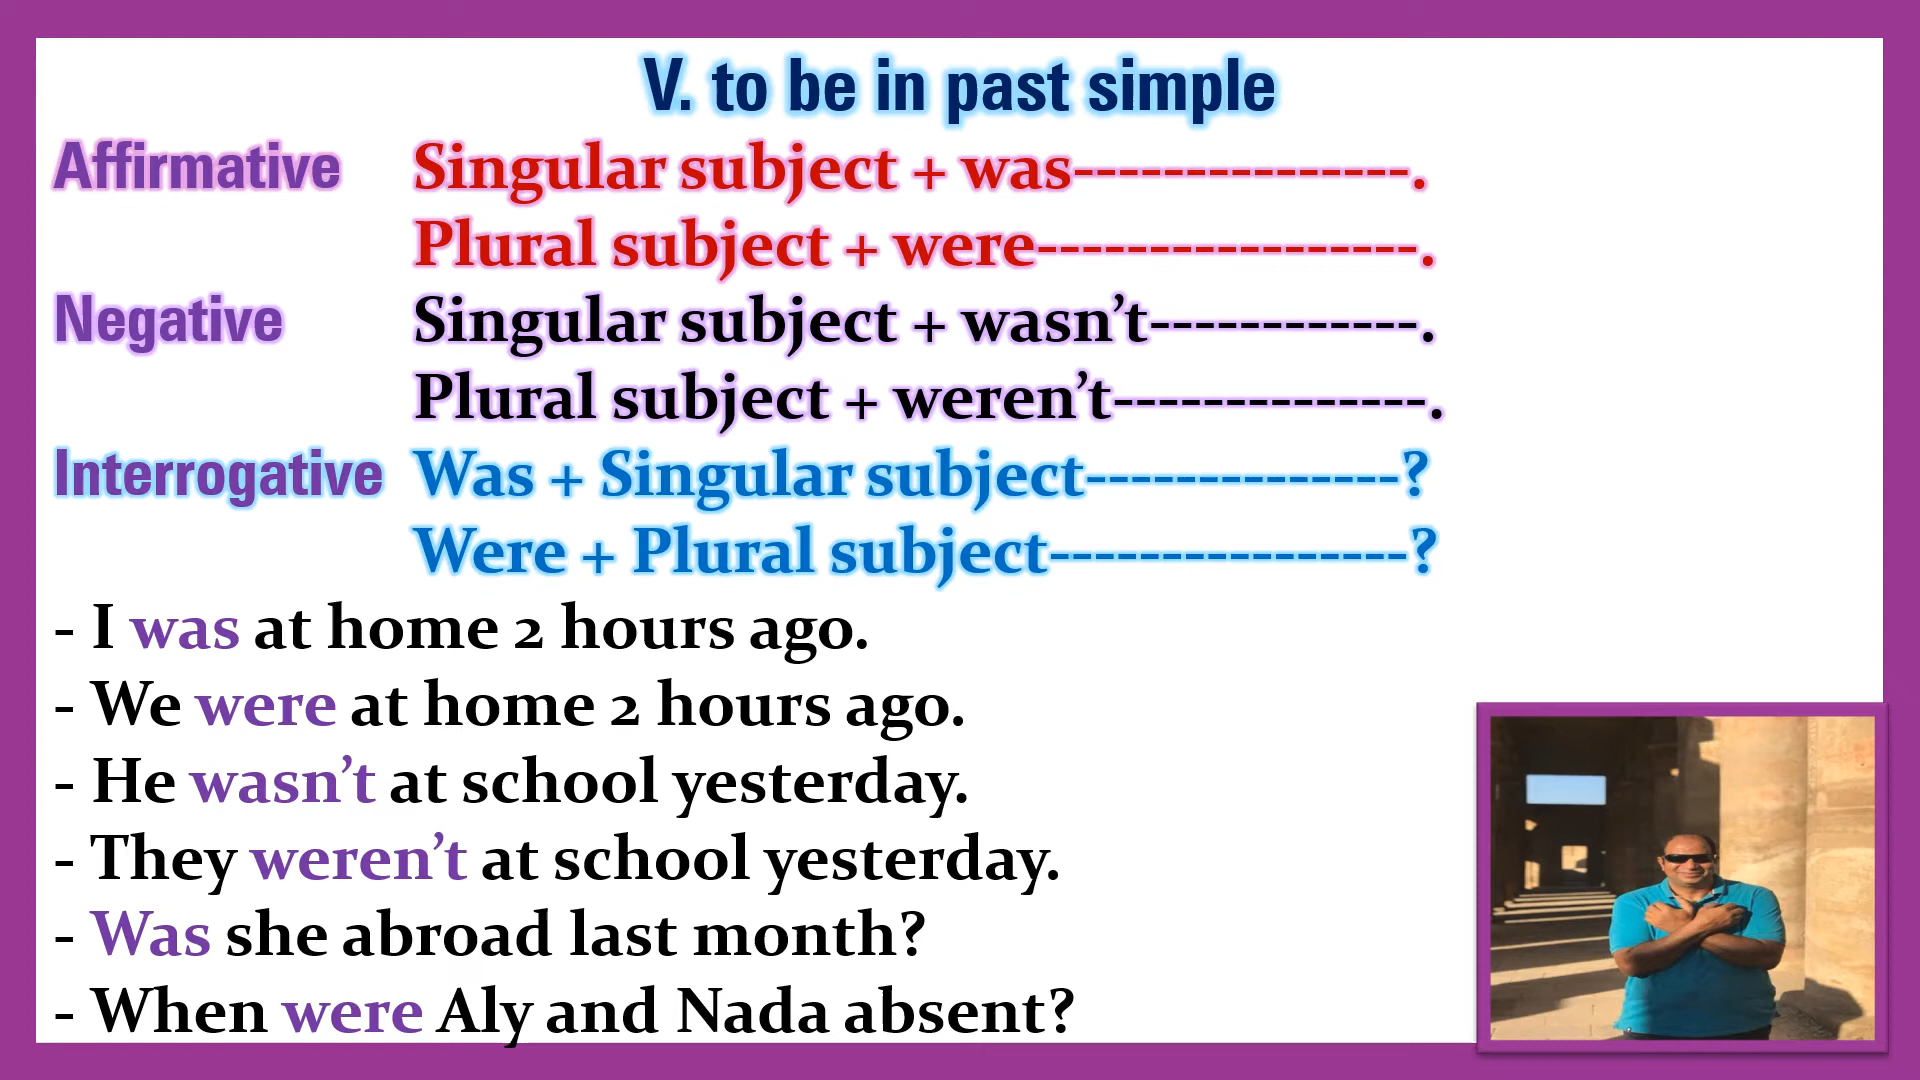 V. to be in past simple
Affirmative Singular subject + was---------------.
Plural subject + were-----------------.
Negative Singular subject + wasn’t------------.
Plural subject + weren’t--------------.
Interrogative Was + Singular subject--------------?
Were + Plural subject----------------?
- I was at home 2 hours ago.
- We were at home 2 hours ago.
- He wasn’t at school yesterday.
- They weren’t at school yesterday.
- Was she abroad last month?
- When were Aly and Nada absent?